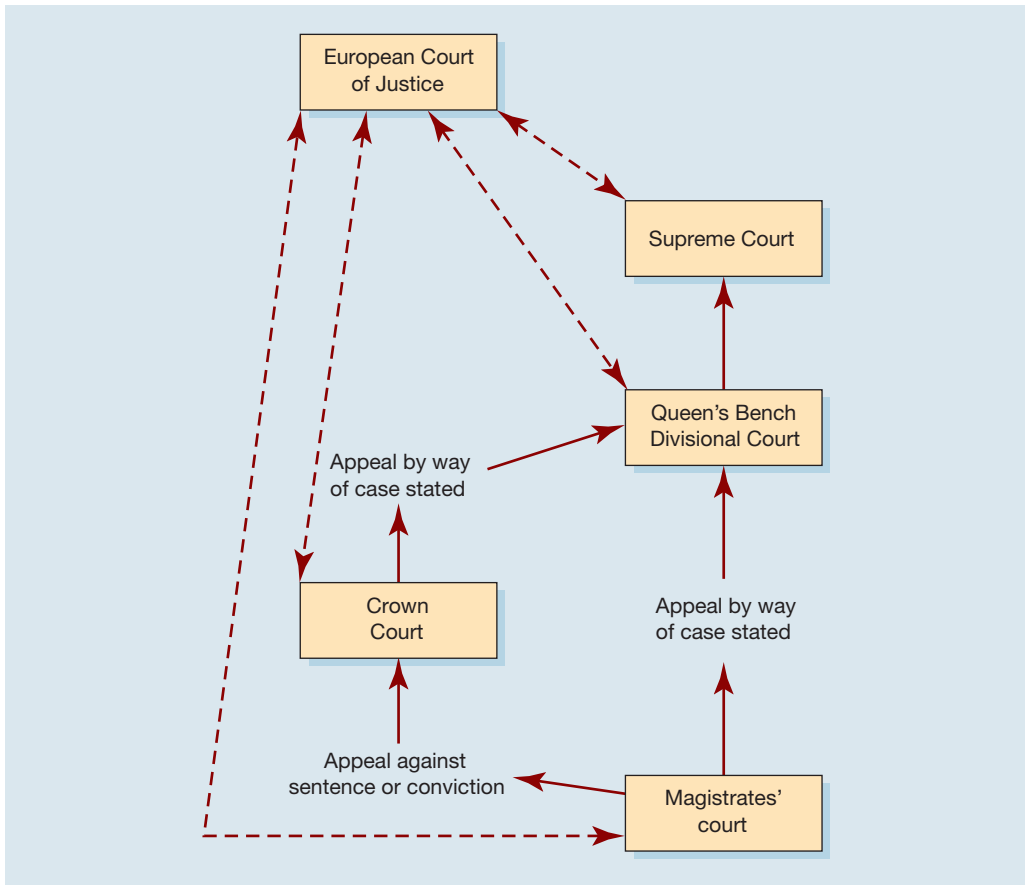 European Court
of Justice
Supreme Court
Queen’s Bench
Divisional Court
Appeal by way
of case stated
Crown
Court
Appeal by way
of case stated
Appeal against
sentence or conviction
Magistrates’
court